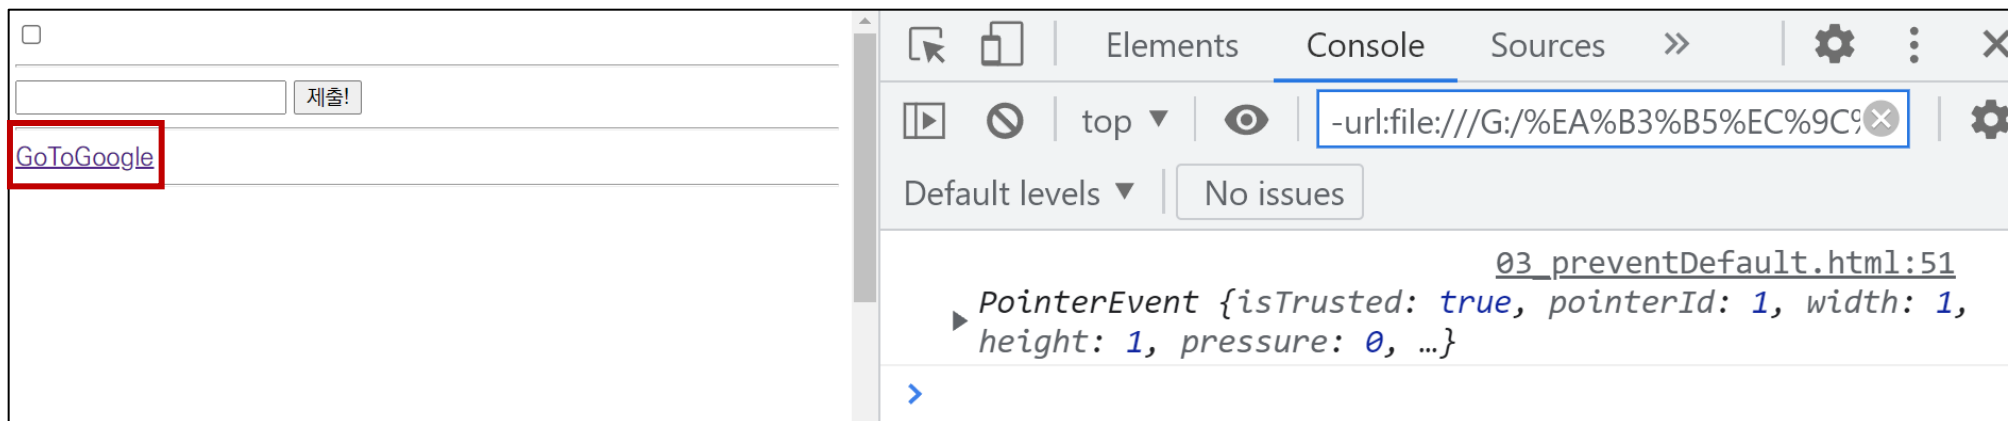 제출!
GoToGoogle
Elements Console Sources
top -url:file:///G:/%EA%B3%B5%EC%9C%
Default levels No issues
03_preventDefault.html:51
PointerEvent {isTrusted: true, pointerId: 1, width: 1,
height: 1, pressure: 0, …}